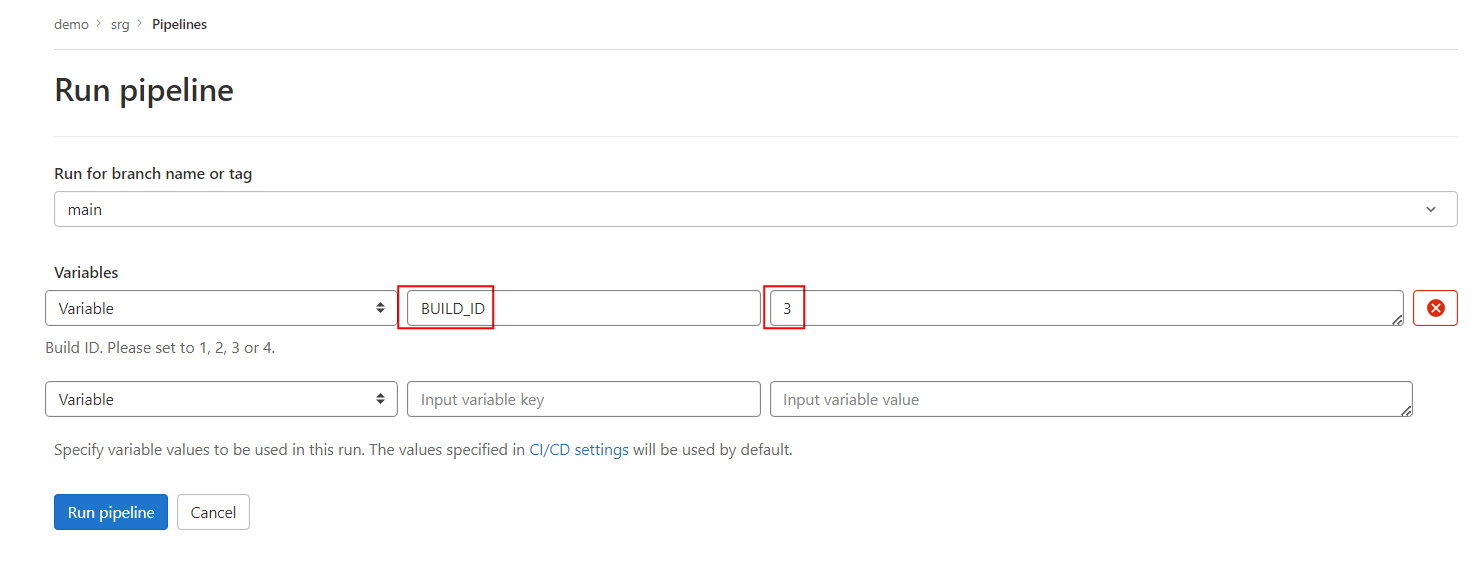 demo > srg > Pipelines
Run pipeline
Run for branch name or tag
main
Variables
Variable BUILD_ID 3
Build ID. Please set to 1, 2, 3 or 4.
Variable Input variable key Input variable value
Specify variable values to be used in this run. The values specified in CI/CD settings will be used by default.
Run pipeline Cancel